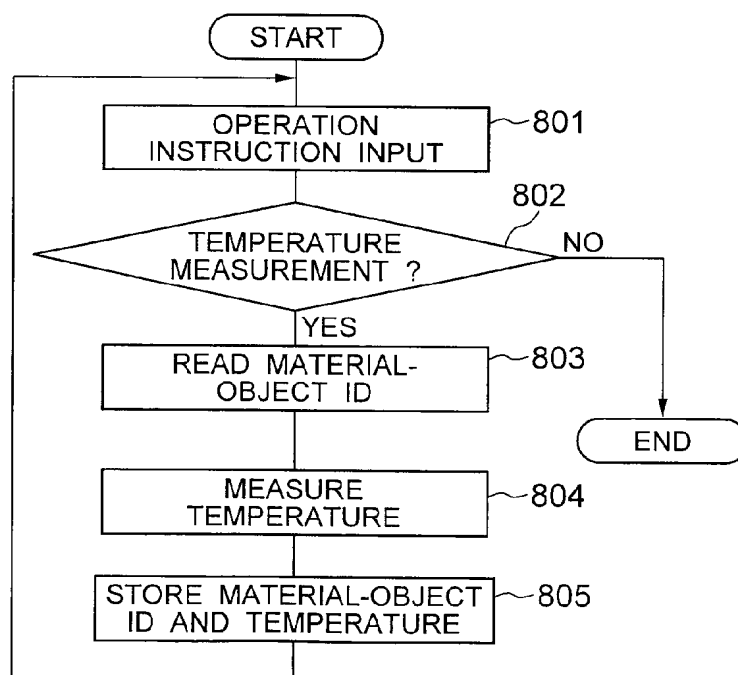 START
OPERATION
INSTRUCTION INPUT
801
802
TEMPERATURE
MEASUREMENT ?
NO
YES
READ MATERIAL-
OBJECT ID
803
END
MEASURE
TEMPERATURE
804
STORE MATERIAL-OBJECT
ID AND TEMPERATURE
805